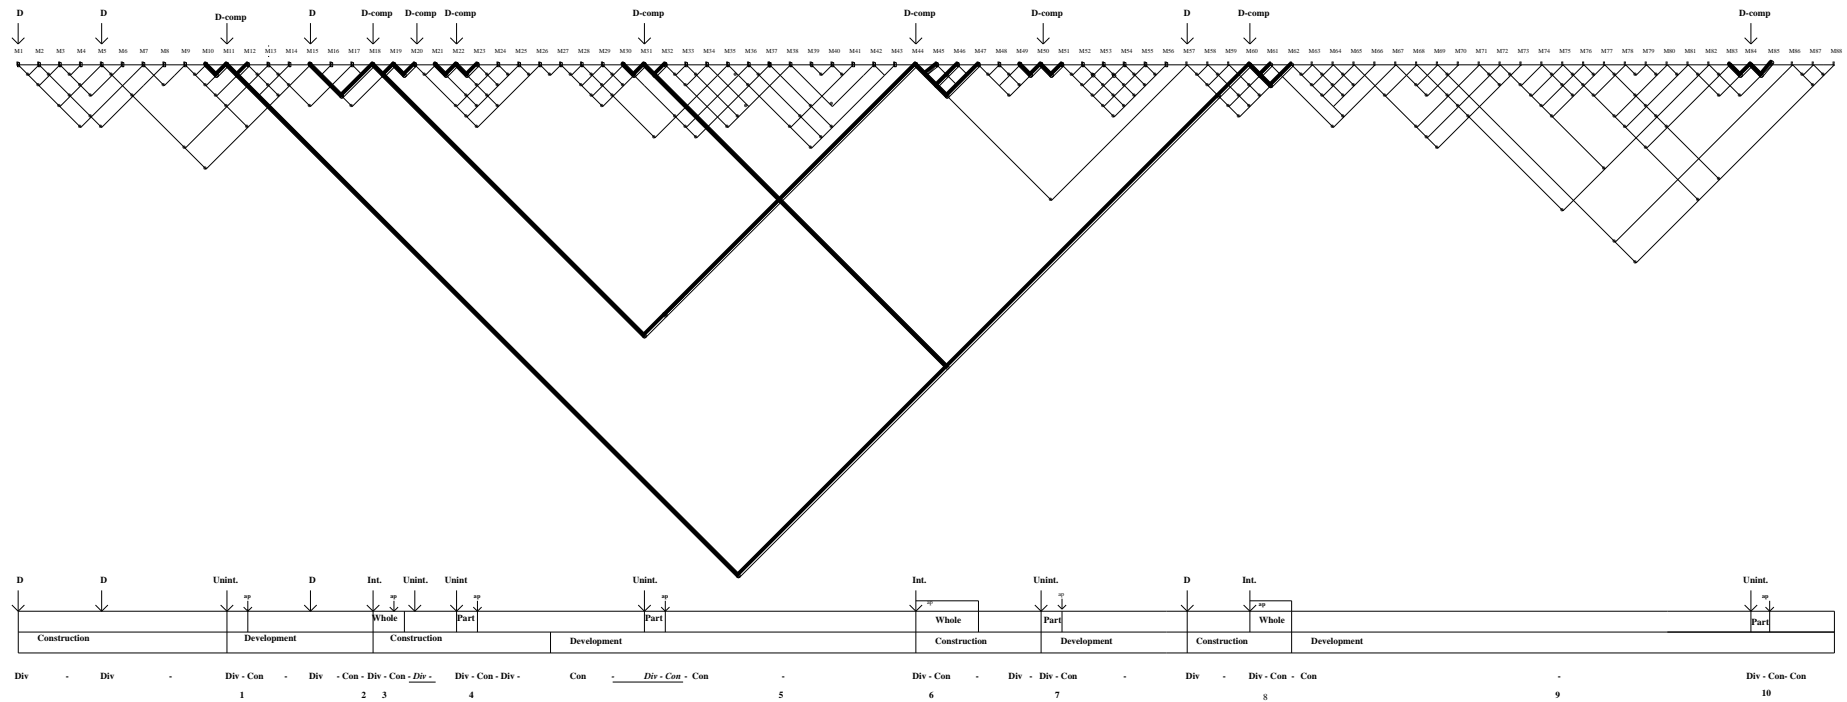 D D D-comp D D-comp D-comp D-comp D-comp D-comp D-comp D D-comp D-comp
M1 M2 M3 M4 M5 M6 M7 M8 M9 M10 M11 M12 M13 M14 M15 M16 M17 M18 M19 M20 M21 M22 M23 M24 M25 M26 M27 M28 M29 M30 M31 M32 M33 M34 M35 M36 M37 M38 M39 M40 M41 M42 M43 M44 M45 M46 M47 M48 M49 M50 M51 M52 M53 M54 M55 M56 M57 M58 M59 M60 M61 M62 M63 M64 M65 M66 M67 M68 M69 M70 M71 M72 M73 M74 M75 M76 M77 M78 M79 M80 M81 M82 M83 M84 M85 M86 M87 M88
D D Unint. D Int. Unint. Unint Unint. Int. Unint. D Int. Unint.
ap ap ap ap ap ap ap ap
Whole Part Part Whole Part Whole Part
Construction Development Construction Development Construction Development Construction Development
Div - Div - Div - Con - Div - Con - Div - Con - Div - Div - Con - Div - Con - Div - Con - Con - Div - Con - Div - Div - Con - Div - Div - Con - Con - Div - Con- Con
1 2 3 4 5 6 7 8 9 10